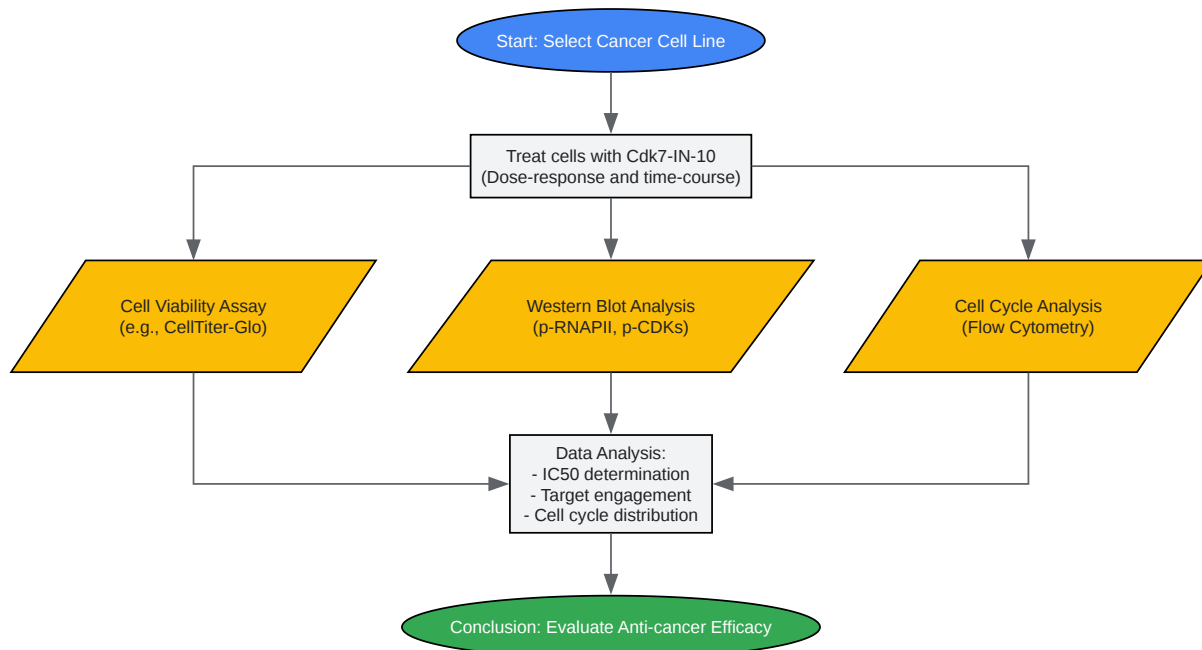 Start: Select Cancer Cell Line
Treat cells with Cdk7-IN-10
(Dose-response and time-course)
Cell Viability Assay
(e.g., CellTiter-Glo)
Western Blot Analysis
(p-RNAPII, p-CDKs)
Cell Cycle Analysis
(Flow Cytometry)
Data Analysis:
- IC50 determination
- Target engagement
- Cell cycle distribution
Conclusion: Evaluate Anti-cancer Efficacy